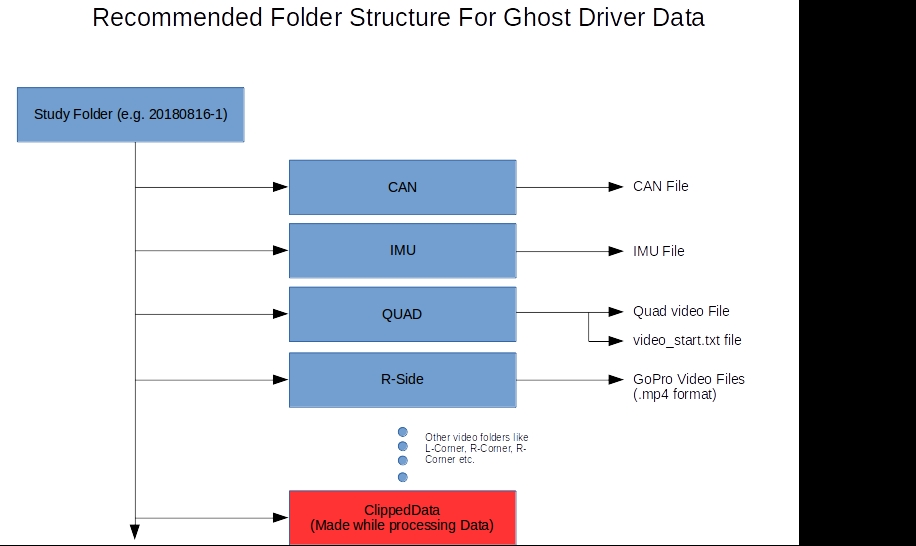 Recommended Folder Structure For Ghost Driver Data
Study Folder (e.g. 20180816-1)
CAN
CAN File
IMU
IMU File
QUAD
Quad video File
video_start.txt file
R-Side
GoPro Video Files
(.mp4 format)
Other video folders like
L-Corner, R-Corner, R-
Corner etc.
ClippedData
(Made while processing Data)